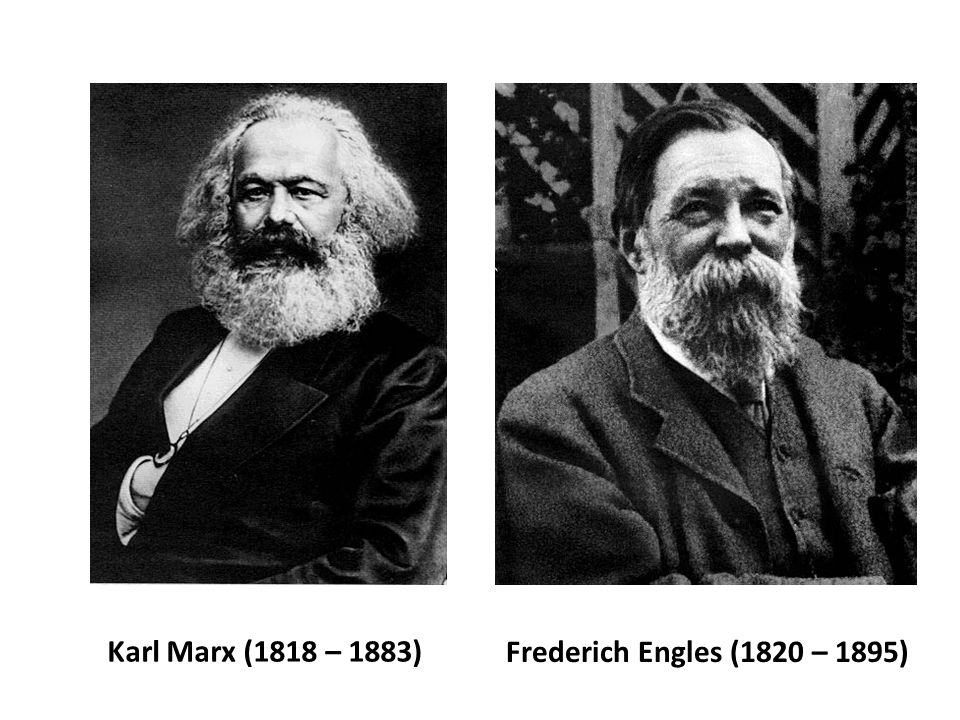 Karl Marx (1818 – 1883)
Frederich Engles (1820 – 1895)